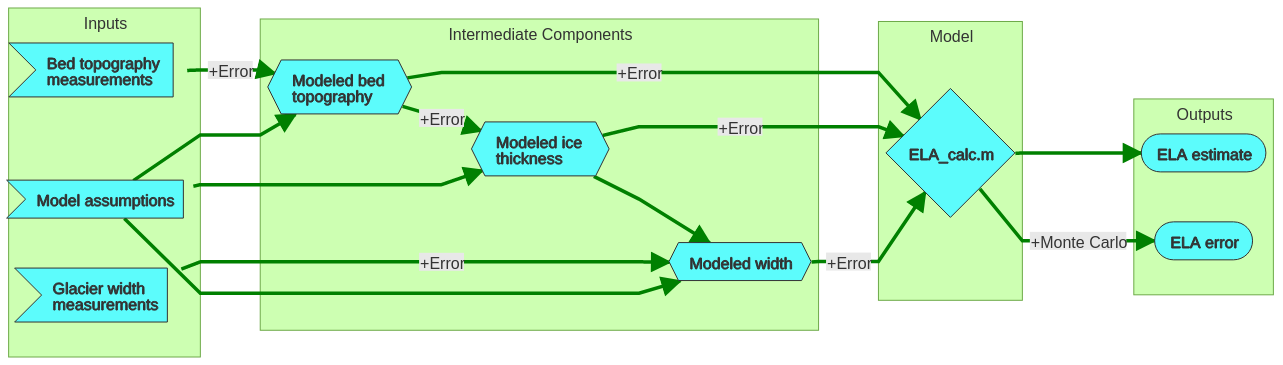 Inputs
Bed topography
measurements
Model assumptions
Glacier width
measurements
+Error
Intermediate Components
Modeled bed
topography
+Error
+Error
Modeled ice
thickness
+Error
+Error
Modeled width
+Error
Model
ELA_calc.m
+Monte Carlo
Outputs
ELA estimate
ELA error